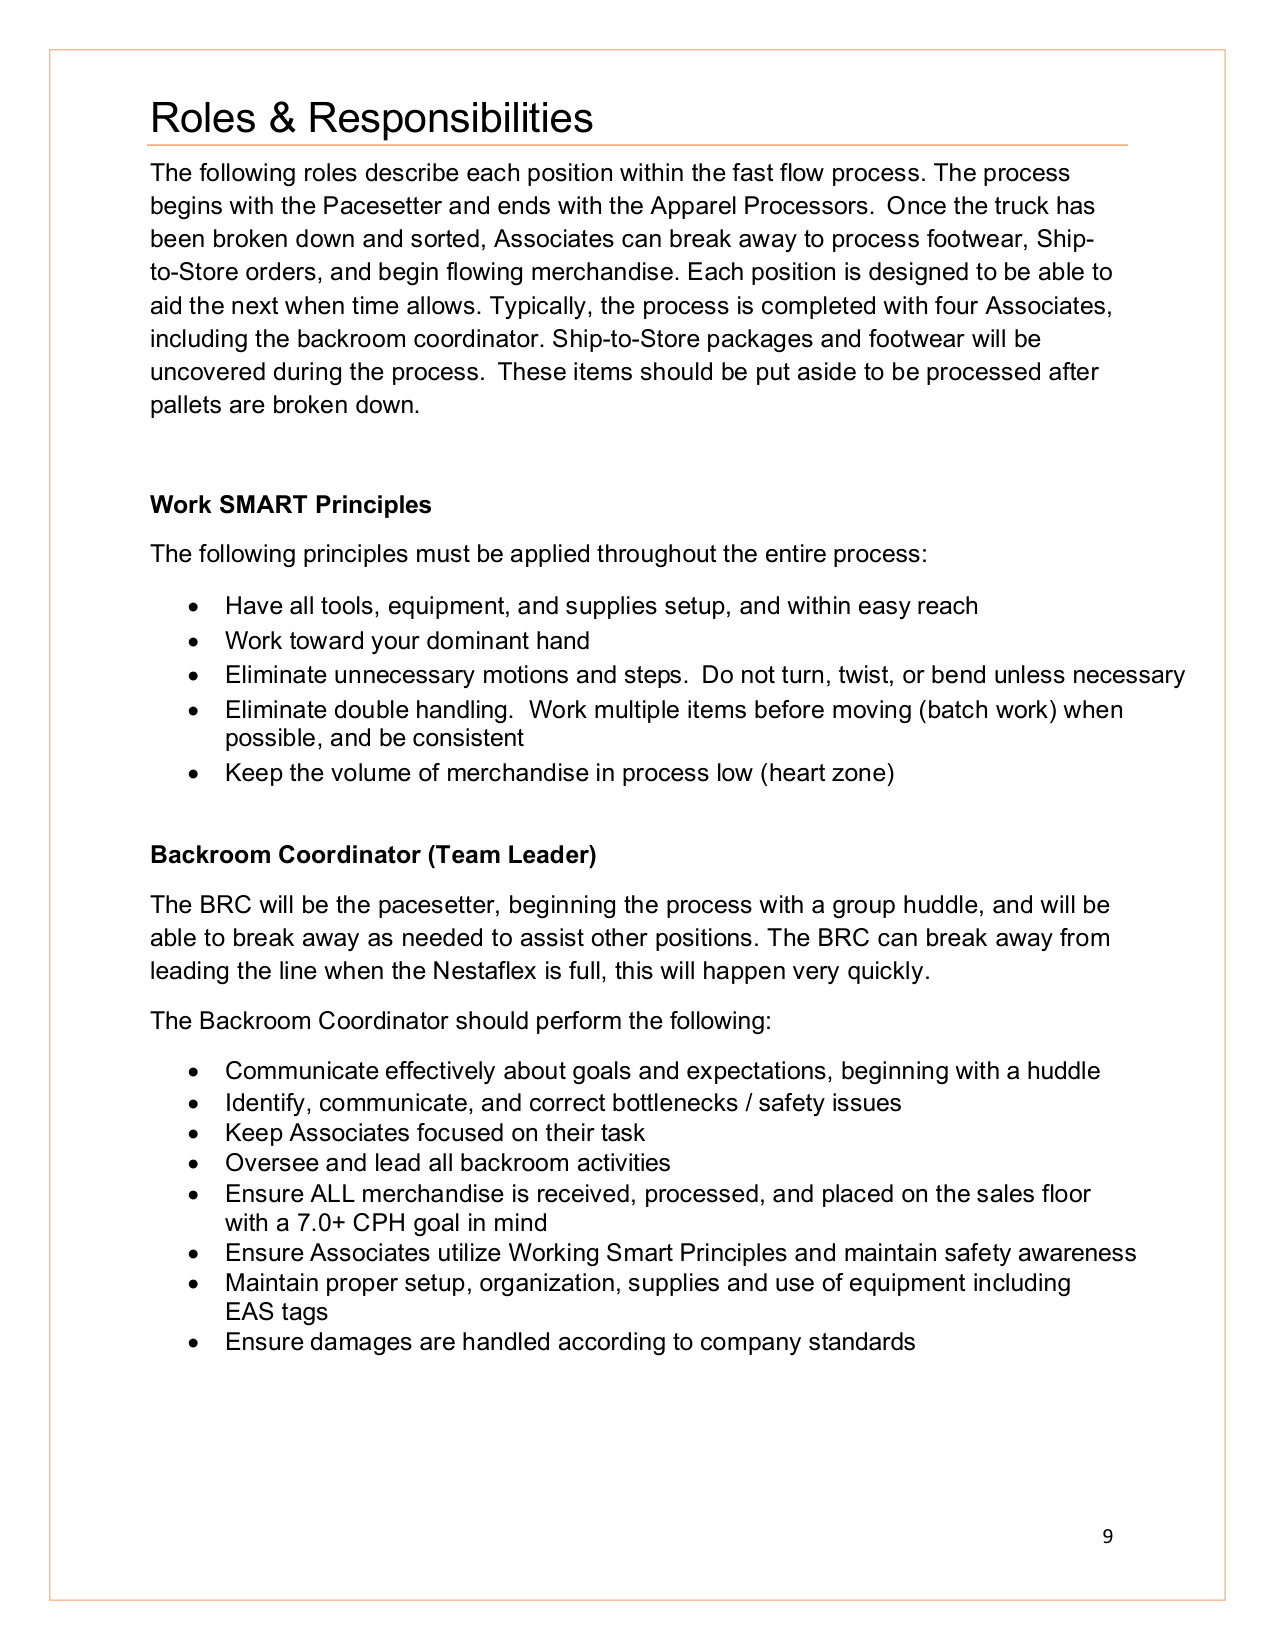 Roles & Responsibilities
The following roles describe each position within the fast flow process. The process
begins with the Pacesetter and ends with the Apparel Processors.  Once the truck has
been broken down and sorted, Associates can break away to process footwear, Ship-
to-Store orders, and begin flowing merchandise. Each position is designed to be able to
aid the next when time allows. Typically, the process is completed with four Associates,
including the backroom coordinator. Ship-to-Store packages and footwear will be
uncovered during the process.  These items should be put aside to be processed after
pallets are broken down.
Work SMART Principles
The following principles must be applied throughout the entire process:
• Have all tools, equipment, and supplies setup, and within easy reach
• Work toward your dominant hand
• Eliminate unnecessary motions and steps.  Do not turn, twist, or bend unless necessary
• Eliminate double handling.  Work multiple items before moving (batch work) when
possible, and be consistent
• Keep the volume of merchandise in process low (heart zone)
Backroom Coordinator (Team Leader)
The BRC will be the pacesetter, beginning the process with a group huddle, and will be
able to break away as needed to assist other positions. The BRC can break away from
leading the line when the Nestaflex is full, this will happen very quickly.
The Backroom Coordinator should perform the following:
• Communicate effectively about goals and expectations, beginning with a huddle
• Identify, communicate, and correct bottlenecks / safety issues
• Keep Associates focused on their task
• Oversee and lead all backroom activities
• Ensure ALL merchandise is received, processed, and placed on the sales floor
with a 7.0+ CPH goal in mind
• Ensure Associates utilize Working Smart Principles and maintain safety awareness
• Maintain proper setup, organization, supplies and use of equipment including
EAS tags
• Ensure damages are handled according to company standards
9